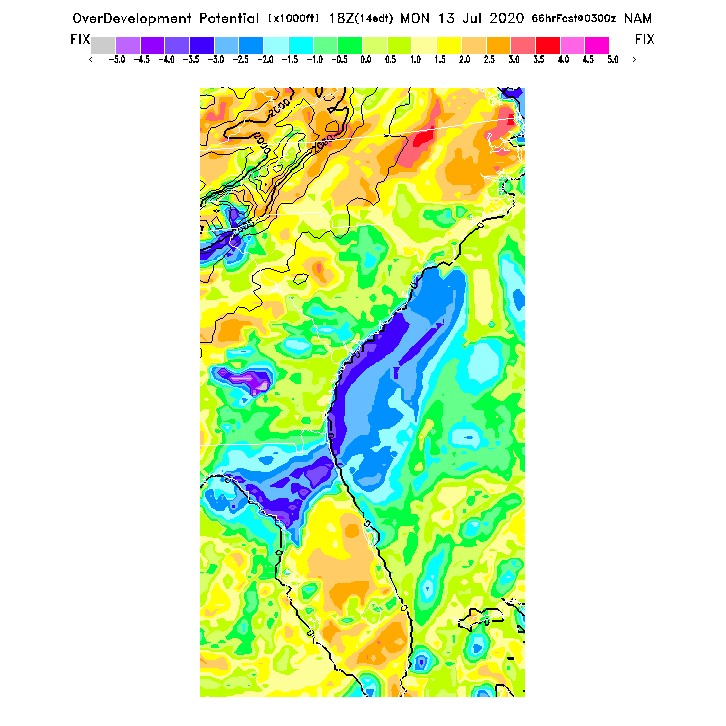 OverDevelopment Potential [x1000ft] 18Z(14edt) MON 13 Jul 2020 66hrFcst@0300z NAM
FIX FIX
< -5.0 -4.5 -4.0 -3.5 -3.0 -2.5 -2.0 -1.5 -1.0 -0.5 0.0 0.5 1.0 1.5 2.0 2.5 3.0 3.5 4.0 4.5 5.0 >
2000
2000